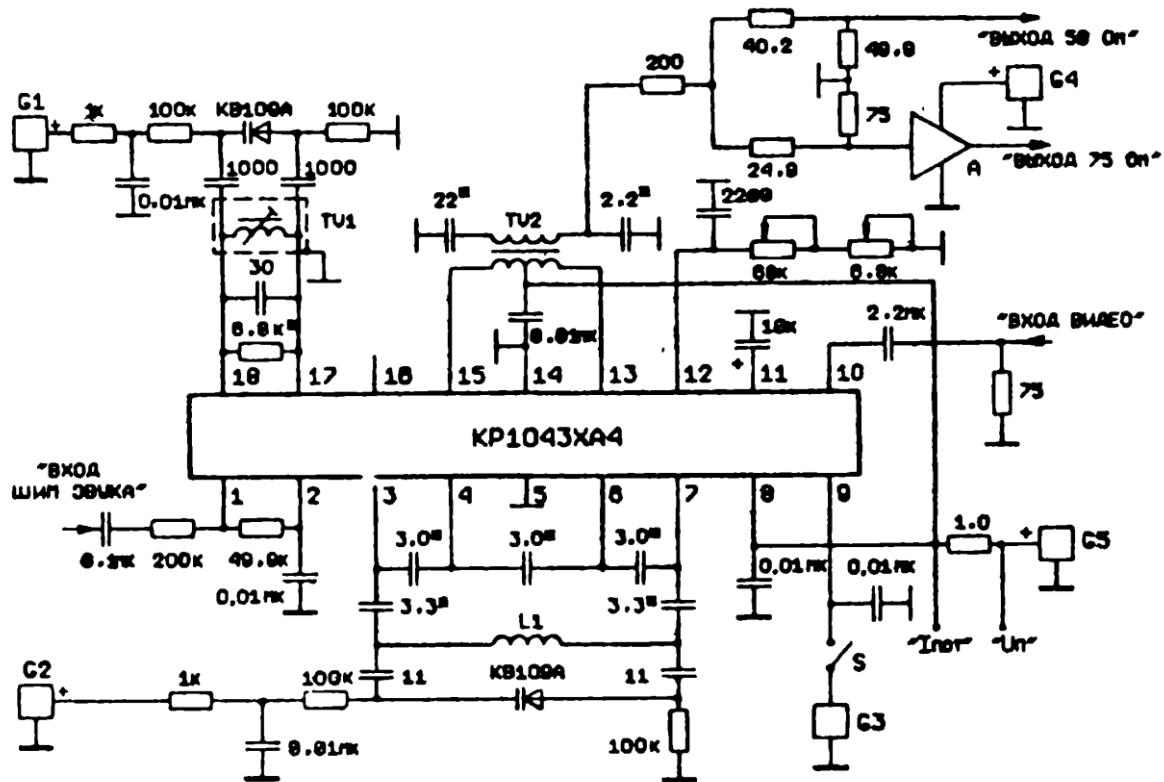 40.2
49.9
"ВЫХОД 50 Ом"
200
G1
1к
100к
КВ109А
100к
75
G4
24.9
А
"ВЫХОД 75 Ом"
0.01мк
1000
1000
TV1
22*
TV2
2.2*
2200
68к
6.8к
30
6.8к*
0.01мк
10к
2.2мк
"ВХОД ВИДЕО"
75
18
17
16
15
14
13
12
11
10
КР1043ХА4
"ВХОД
ШИМ ЗВУКА"
1
2
3
4
5
6
7
8
9
0.1мк
200к
49.9к
3.0*
3.0*
3.0*
0.01мк
0.01мк
0,01мк
1.0
G5
3.3*
L1
3.3*
"Iпот"
"Uп"
S
G2
1к
100к
11
КВ109А
11
G3
0.01мк
100к